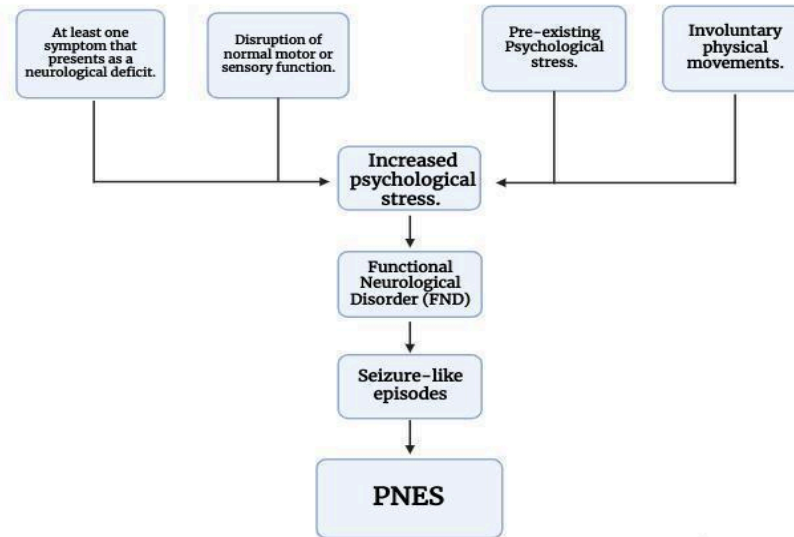 At least one
symptom that
presents as a
neurological deficit.
Disruption of
normal motor or
sensory function.
Pre-existing
Psychological
stress.
Involuntary
physical
movements.
Increased
psychological
stress.
Functional
Neurological
Disorder (FND)
Seizure-like
episodes
PNES